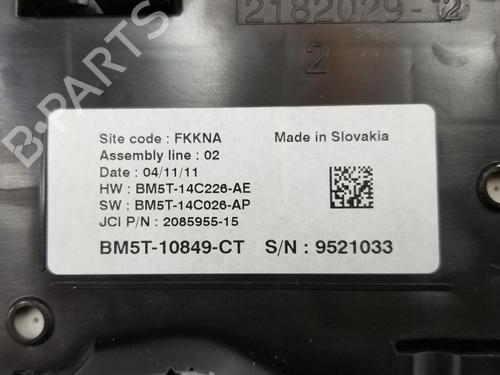 2182029-2
2
Site code : FKKNA
Made in Slovakia
Assembly line : 02
Date : 04/11/11
HW : BM5T-14C226-AE
SW : BM5T-14C026-AP
JCI P/N : 2085955-15
BM5T-10849-CT S/N : 9521033
B-PARTS